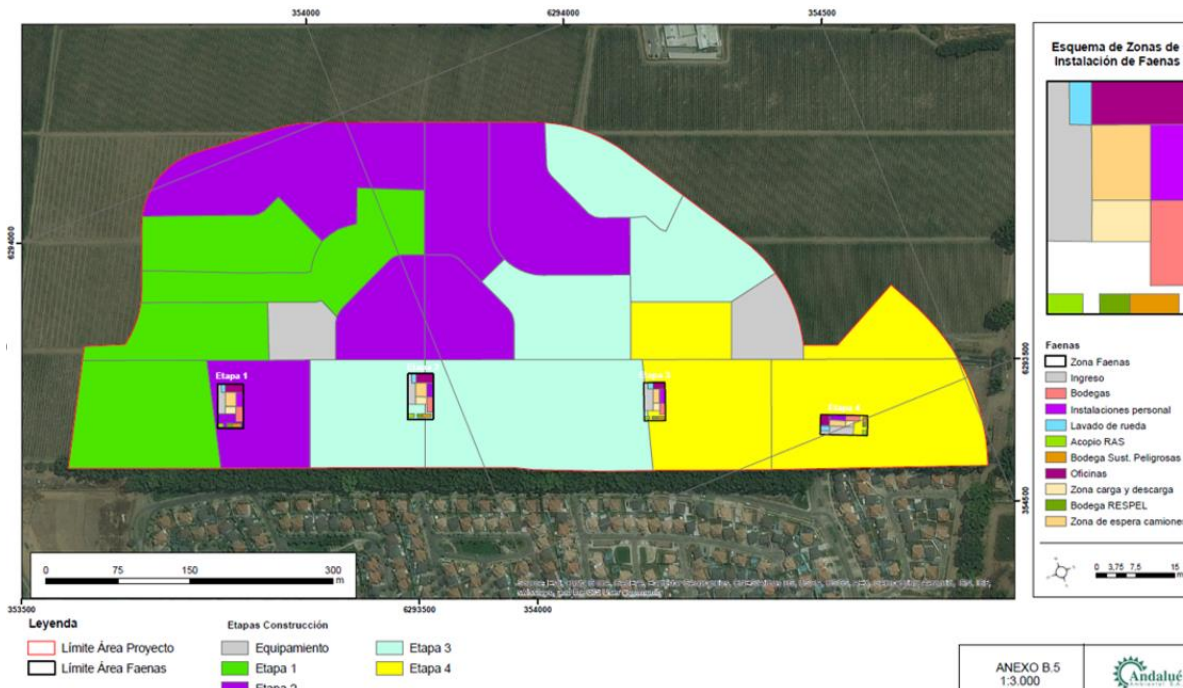 354000
6294000
354500
6294000
6293500
354500
353500
6293500
354000
Etapa 1
Etapa 4
0 75 150 300
m
Esquema de Zonas de
Instalación de Faenas
Faenas
Zona Faenas
Ingreso
Bodegas
Instalaciones personal
Lavado de rueda
Acopio RAS
Bodega Sust. Peligrosas
Oficinas
Zona carga y descarga
Bodega RESPEL
Zona de espera camiones
0 3,75 7,5 15
m
Leyenda
Límite Área Proyecto
Límite Área Faenas
Etapas Construcción
Equipamiento
Etapa 1
Etapa 2
Etapa 3
Etapa 4
ANEXO B.5
1:3.000
Andalué